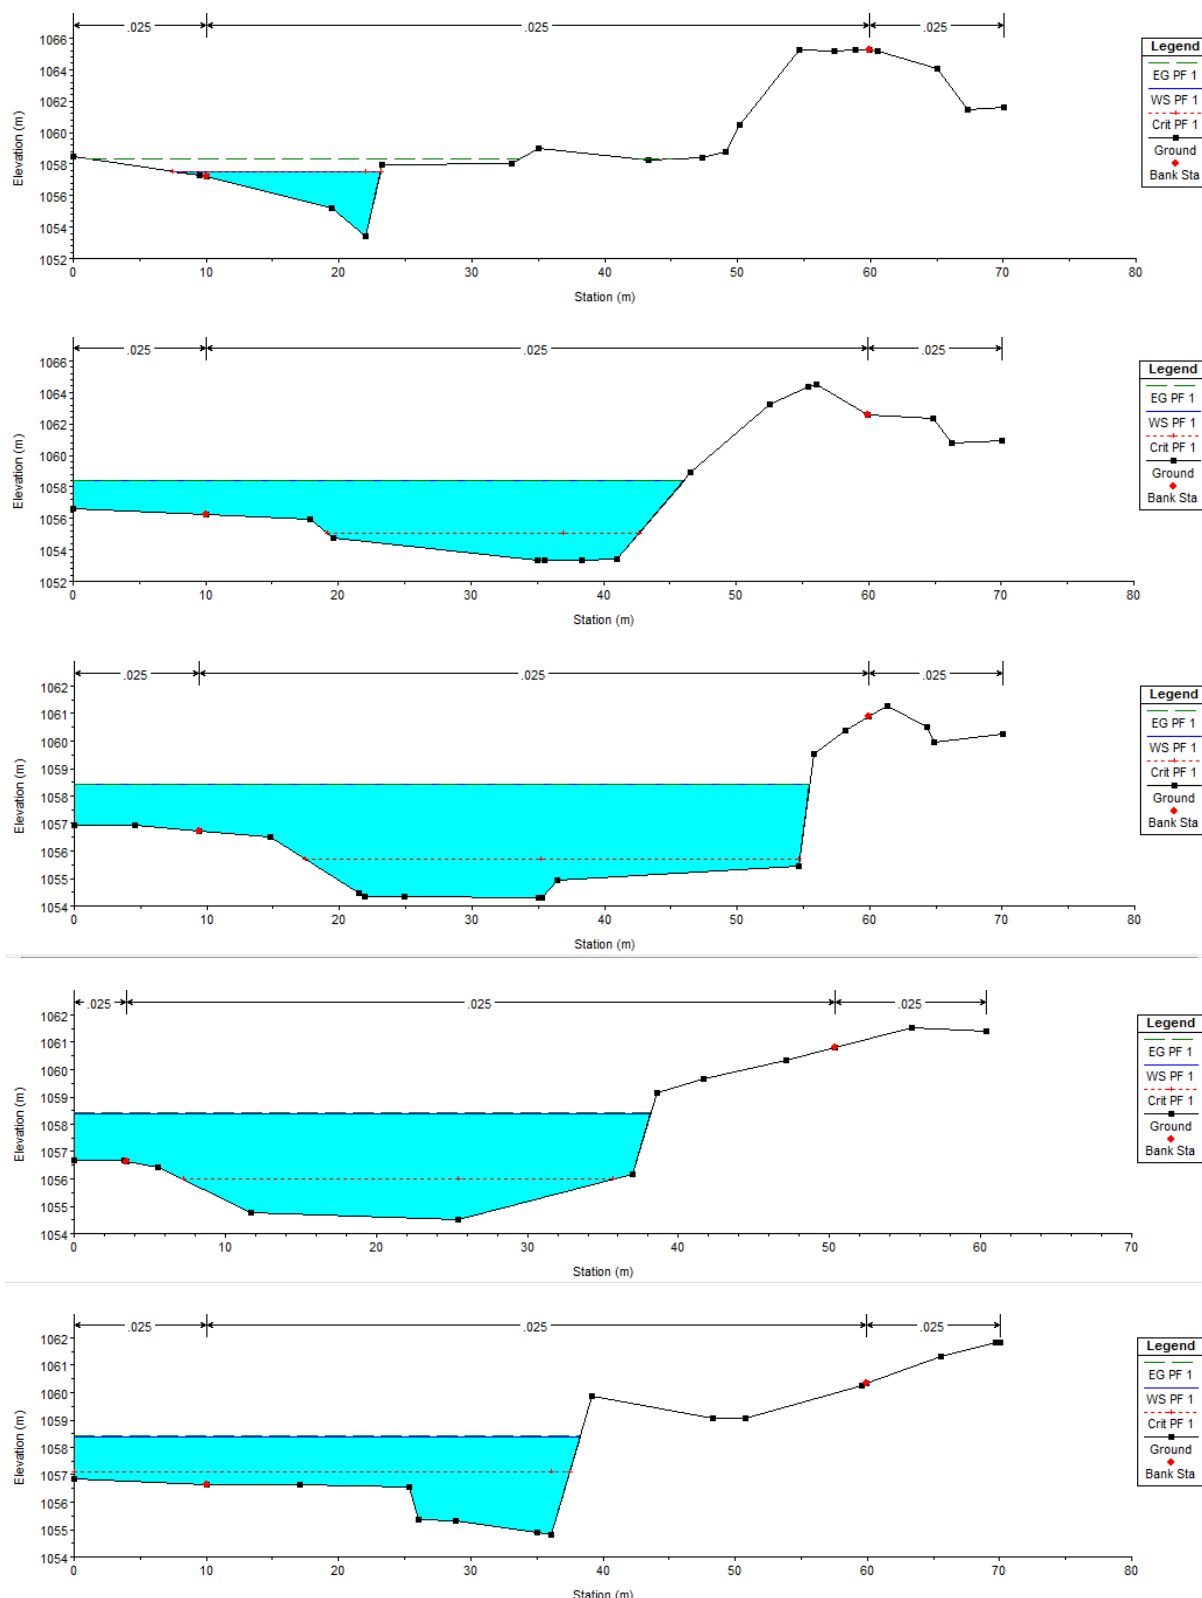 .025 .025 .025
1066
1064
1062
1060
1058
1056
1054
1052
Elevation (m)
0 10 20 30 40 50 60 70 80
Station (m)
Legend
EG PF 1
WS PF 1
Crit PF 1
Ground
Bank Sta
.025 .025 .025
1066
1064
1062
1060
1058
1056
1054
1052
Elevation (m)
0 10 20 30 40 50 60 70 80
Station (m)
Legend
EG PF 1
WS PF 1
Crit PF 1
Ground
Bank Sta
.025 .025 .025
1062
1061
1060
1059
1058
1057
1056
1055
1054
Elevation (m)
0 10 20 30 40 50 60 70 80
Station (m)
Legend
EG PF 1
WS PF 1
Crit PF 1
Ground
Bank Sta
.025 .025 .025
1062
1061
1060
1059
1058
1057
1056
1055
1054
Elevation (m)
0 10 20 30 40 50 60 70
Station (m)
Legend
EG PF 1
WS PF 1
Crit PF 1
Ground
Bank Sta
.025 .025 .025
1062
1061
1060
1059
1058
1057
1056
1055
1054
Elevation (m)
0 10 20 30 40 50 60 70 80
Station (m)
Legend
EG PF 1
WS PF 1
Crit PF 1
Ground
Bank Sta